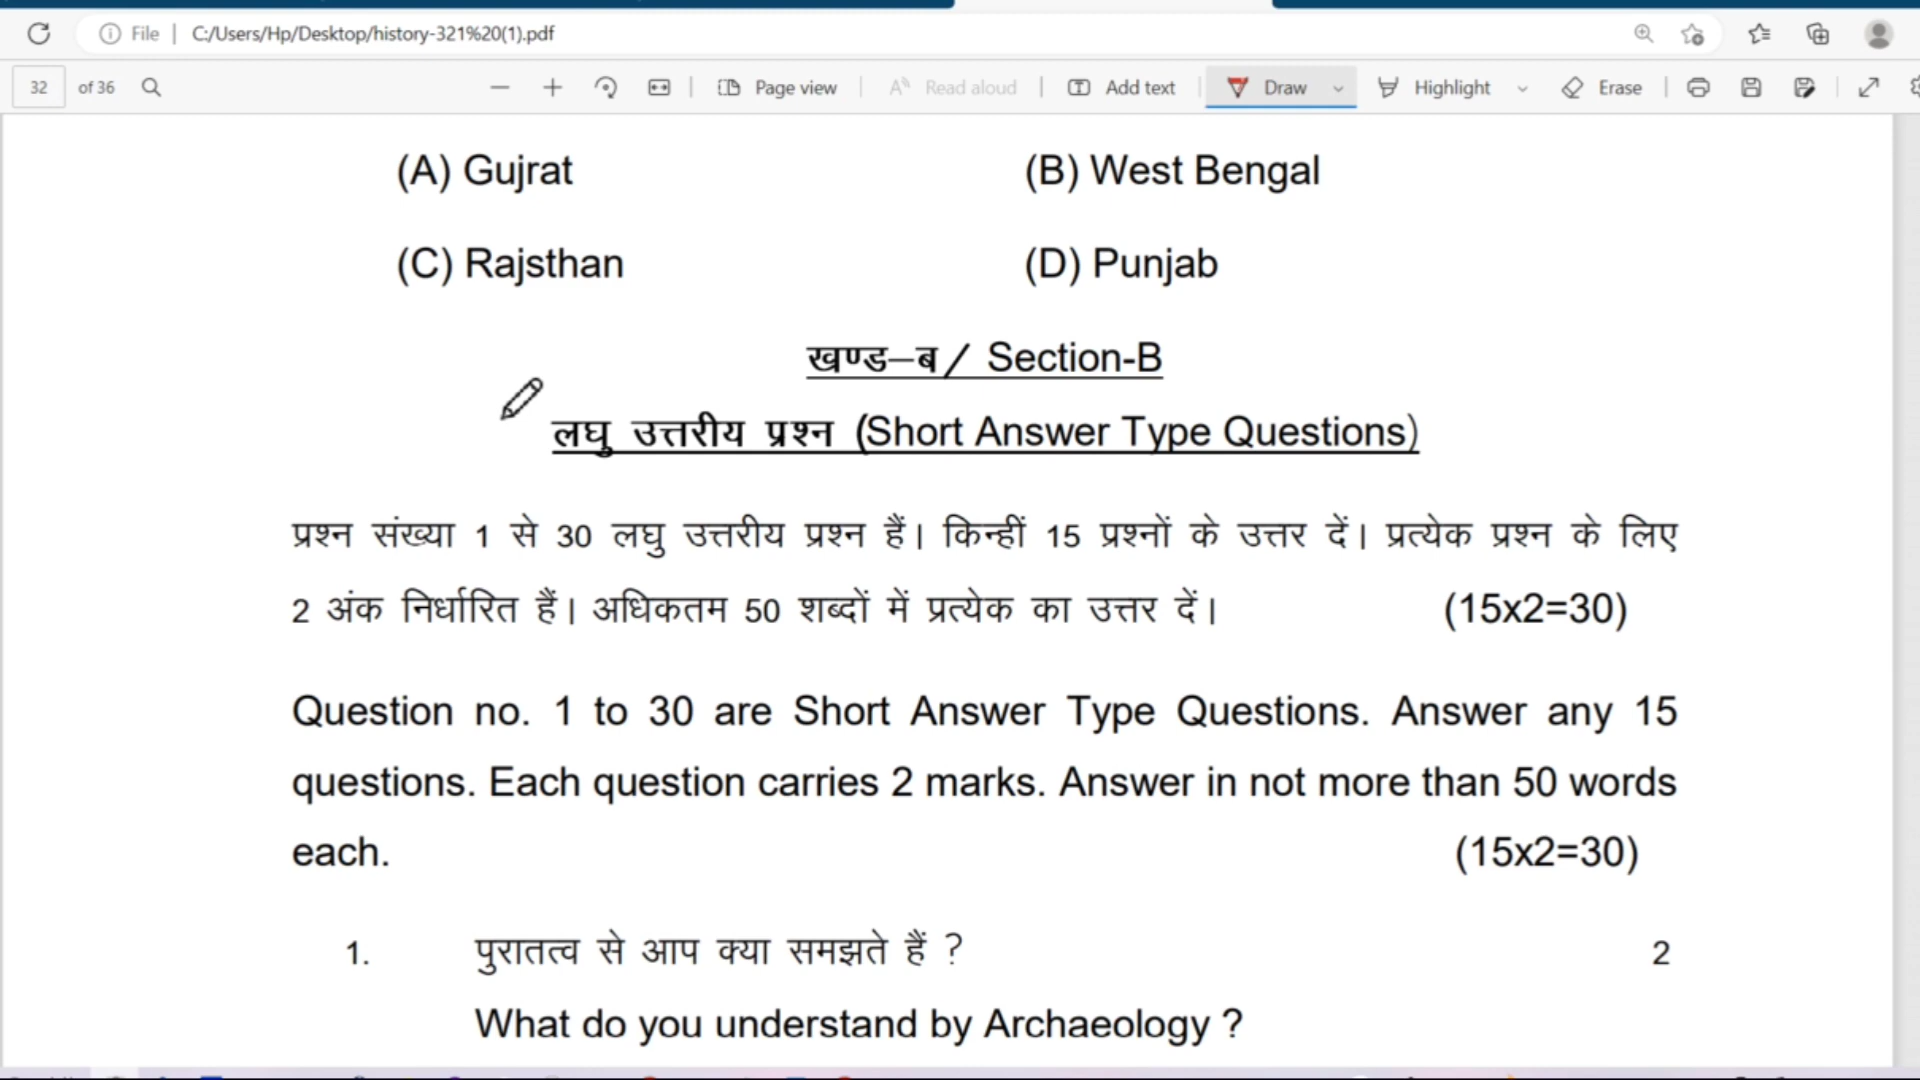 File | C:/Users/Hp/Desktop/history-321%20(1).pdf
32 of 36 Page view Read aloud Add text Draw Highlight Erase
(A) Gujrat (B) West Bengal
(C) Rajsthan (D) Punjab
खण्ड–ब / Section-B
लघु उत्तरीय प्रश्न (Short Answer Type Questions)
प्रश्न संख्या 1 से 30 लघु उत्तरीय प्रश्न हैं। किन्हीं 15 प्रश्नों के उत्तर दें। प्रत्येक प्रश्न के लिए
2 अंक निर्धारित हैं। अधिकतम 50 शब्दों में प्रत्येक का उत्तर दें। (15x2=30)
Question no. 1 to 30 are Short Answer Type Questions. Answer any 15
questions. Each question carries 2 marks. Answer in not more than 50 words
each. (15x2=30)
1. पुरातत्व से आप क्या समझते हैं ? 2
What do you understand by Archaeology ?